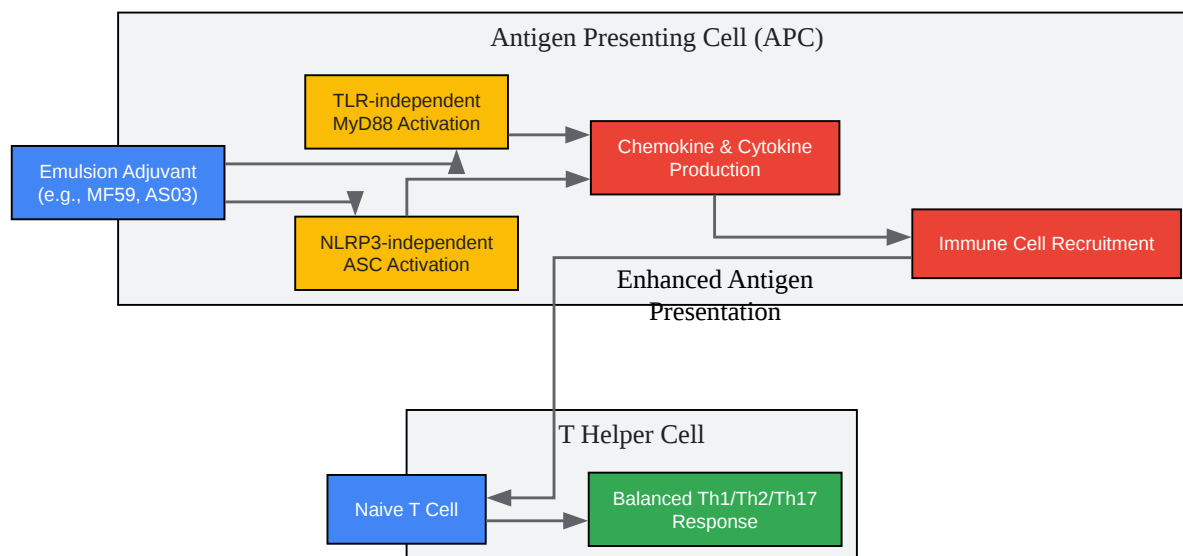 Antigen Presenting Cell (APC)
TLR-independent
MyD88 Activation
Chemokine & Cytokine
Production
Emulsion Adjuvant
(e.g., MF59, AS03)
NLRP3-independent
ASC Activation
Immune Cell Recruitment
Enhanced Antigen
Presentation
T Helper Cell
Naive T Cell
Balanced Th1/Th2/Th17
Response